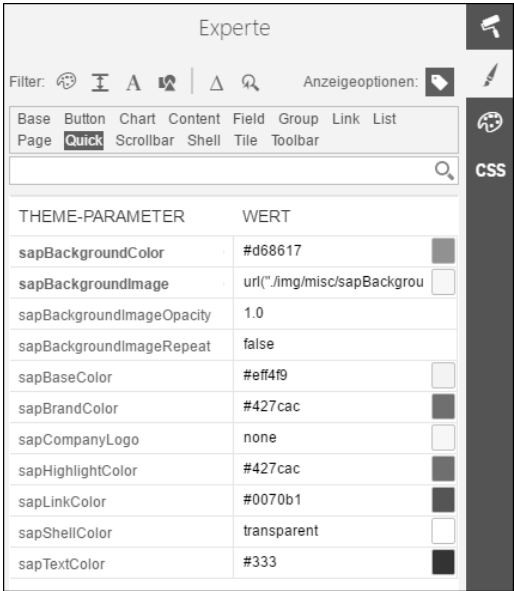 Experte
Filter: Anzeigeoptionen:
Base Button Chart Content Field Group Link List
Page Quick Scrollbar Shell Tile Toolbar
CSS
THEME-PARAMETER WERT
sapBackgroundColor #d68617
sapBackgroundImage url("./img/misc/sapBackgrou
sapBackgroundImageOpacity 1.0
sapBackgroundImageRepeat false
sapBaseColor #eff4f9
sapBrandColor #427cac
sapCompanyLogo none
sapHighlightColor #427cac
sapLinkColor #0070b1
sapShellColor transparent
sapTextColor #333